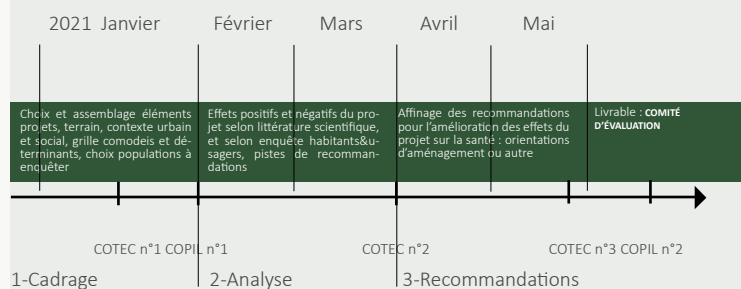 2021 Janvier Février Mars Avril Mai
Choix et assemblage éléments
projets, terrain, contexte urbain
et social, grille comodeis et dé-
terminants, choix populations à
enquêter
Effets positifs et négatifs du pro-
jet selon littérature scientifique,
et selon enquête habitants&u-
sagers, pistes de recomman-
dations
Affinage des recommandations
pour l’amélioration des effets du
projet sur la santé : orientations
d’aménagement ou autre
Livrable : COMITÉ
D’ÉVALUATION
COTEC n°1 COPIL n°1 COTEC n°2 COTEC n°3 COPIL n°2
1-Cadrage 2-Analyse 3-Recommandations